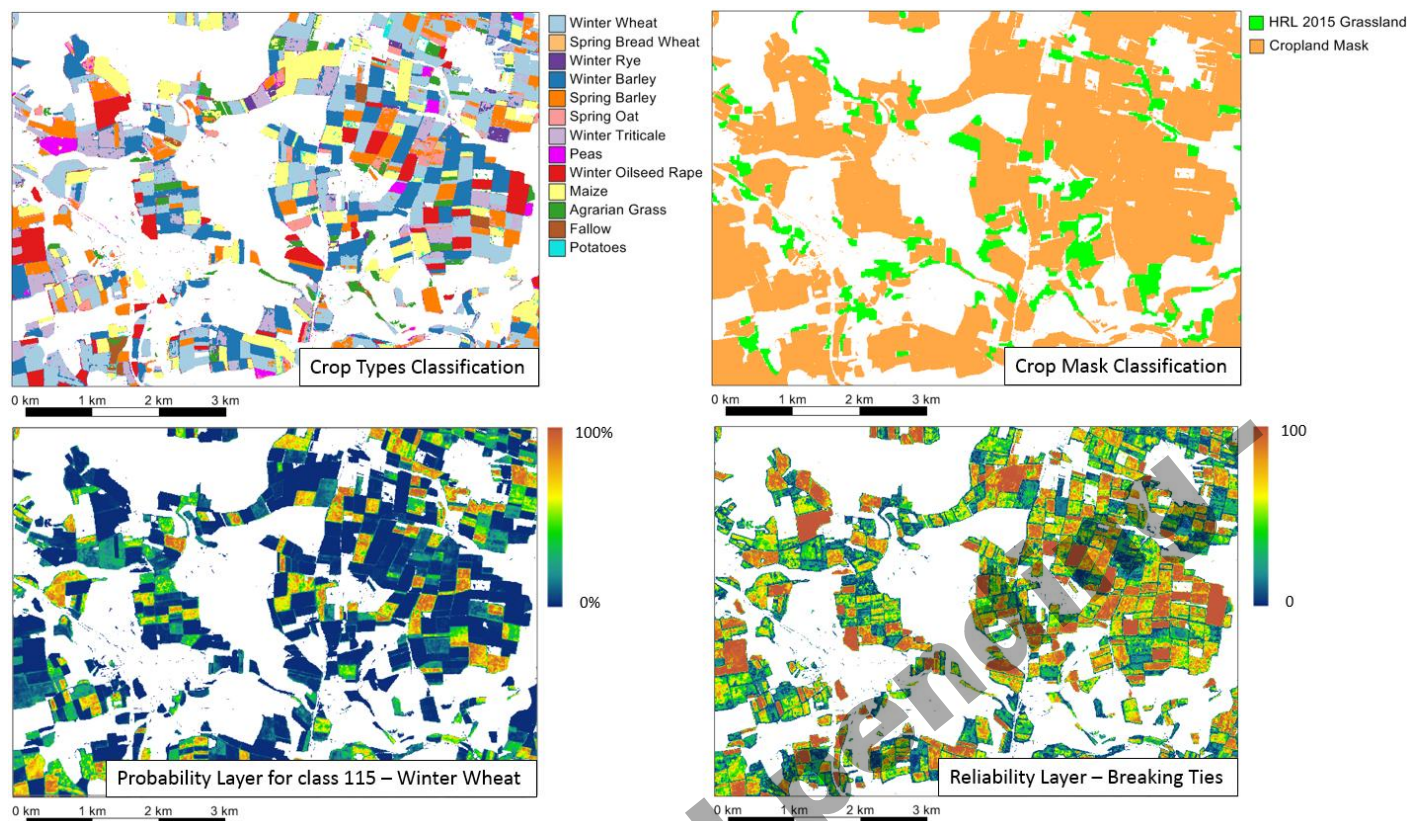 Winter Wheat
Spring Bread Wheat
Winter Rye
Winter Barley
Spring Barley
Spring Oat
Winter Triticale
Peas
Winter Oilseed Rape
Maize
Agrarian Grass
Fallow
Potatoes
Crop Types Classification
0 km 1 km 2 km 3 km
HRL 2015 Grassland
Cropland Mask
Crop Mask Classification
0 km 1 km 2 km 3 km
100%
0%
Probability Layer for class 115 – Winter Wheat
0 km 1 km 2 km 3 km
100
0
Reliability Layer – Breaking Ties
0 km 1 km 2 km 3 km